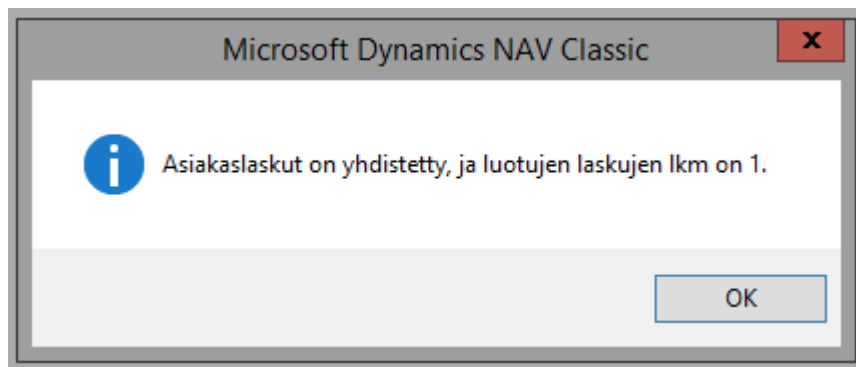 Microsoft Dynamics NAV Classic
x
Asiakaslaskut on yhdistetty, ja luotujen laskujen lkm on 1.
OK